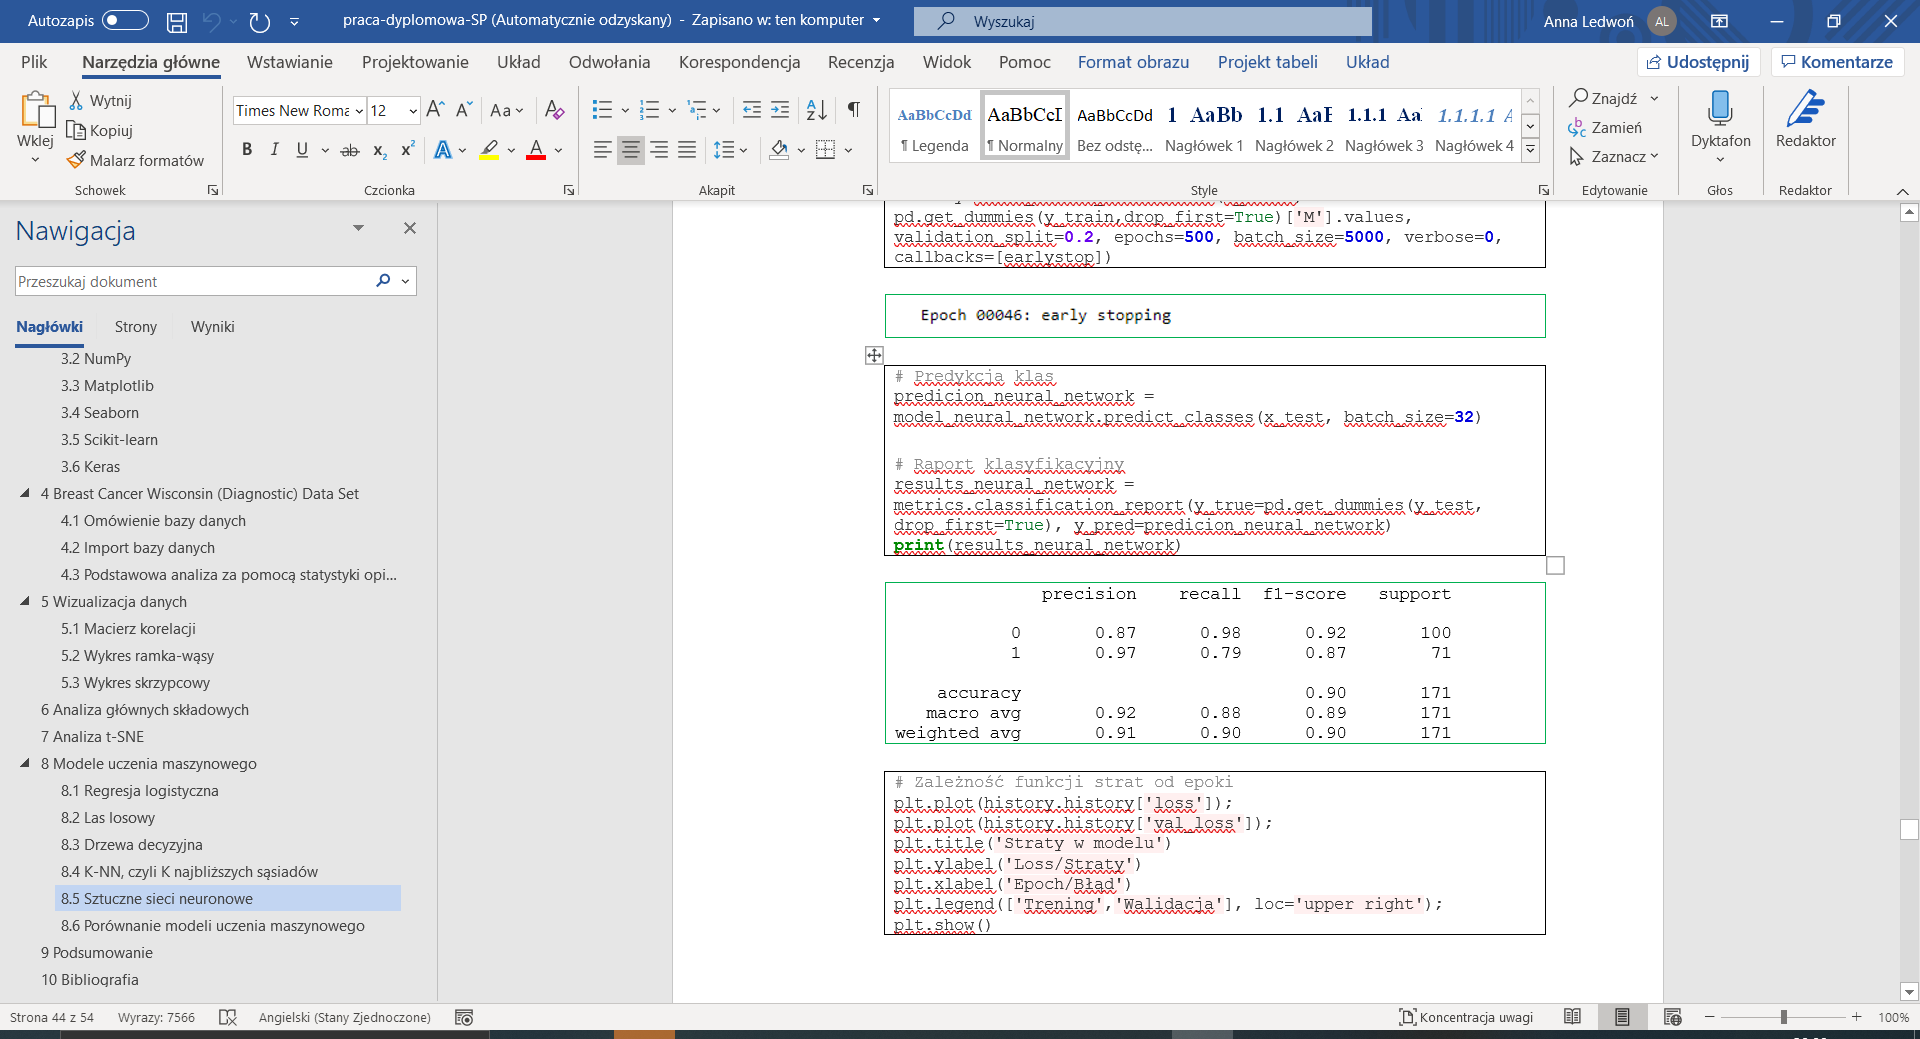 Autozapis
praca-dyplomowa-SP (Automatycznie odzyskany) - Zapisano w: ten komputer
Wyszukaj
Anna Ledwoń
AL
Plik
Narzędzia główne
Wstawianie
Projektowanie
Układ
Odwołania
Korespondencja
Recenzja
Widok
Pomoc
Format obrazu
Projekt tabeli
Układ
Udostępnij
Komentarze
Wklej
Wytnij
Kopiuj
Malarz formatów
Schowek
Times New Roma
12
Czcionka
Akapit
AaBbCcDdI
¶ Legenda
AaBbCcI
¶ Normalny
AaBbCcDd
Bez odstę...
1 AaBb
Nagłówek 1
1.1 AaE
Nagłówek 2
1.1.1 Aa
Nagłówek 3
1.1.1.1 A
Nagłówek 4
Style
Znajdź
Zamień
Zaznacz
Edytowanie
Dyktafon
Głos
Redaktor
Redaktor
Nawigacja
Przeszukaj dokument
Nagłówki
Strony
Wyniki
3.2 NumPy
3.3 Matplotlib
3.4 Seaborn
3.5 Scikit-learn
3.6 Keras
4 Breast Cancer Wisconsin (Diagnostic) Data Set
4.1 Omówienie bazy danych
4.2 Import bazy danych
4.3 Podstawowa analiza za pomocą statystyki opi...
5 Wizualizacja danych
5.1 Macierz korelacji
5.2 Wykres ramka-wąsy
5.3 Wykres skrzypcowy
6 Analiza głównych składowych
7 Analiza t-SNE
8 Modele uczenia maszynowego
8.1 Regresja logistyczna
8.2 Las losowy
8.3 Drzewa decyzyjna
8.4 K-NN, czyli K najbliższych sąsiadów
8.5 Sztuczne sieci neuronowe
8.6 Porównanie modeli uczenia maszynowego
9 Podsumowanie
10 Bibliografia
pd.get_dummies(y_train,drop_first=True)['M'].values,
validation_split=0.2, epochs=500, batch_size=5000, verbose=0,
callbacks=[earlystop])
Epoch 00046: early stopping
# Predykcja klas
predicion_neural_network =
model_neural_network.predict_classes(x_test, batch_size=32)
# Raport klasyfikacyjny
results_neural_network =
metrics.classification_report(y_true=pd.get_dummies(y_test,
drop_first=True), y_pred=predicion_neural_network)
print(results_neural_network)
precision recall f1-score support
0 0.87 0.98 0.92 100
1 0.97 0.79 0.87 71
accuracy 0.90 171
macro avg 0.92 0.88 0.89 171
weighted avg 0.91 0.90 0.90 171
# Zależność funkcji strat od epoki
plt.plot(history.history['loss']);
plt.plot(history.history['val_loss']);
plt.title('Straty w modelu')
plt.ylabel('Loss/Straty')
plt.xlabel('Epoch/Błąd')
plt.legend(['Trening','Walidacja'], loc='upper right');
plt.show()
Strona 44 z 54
Wyrazy: 7566
Angielski (Stany Zjednoczone)
Koncentracja uwagi
100%